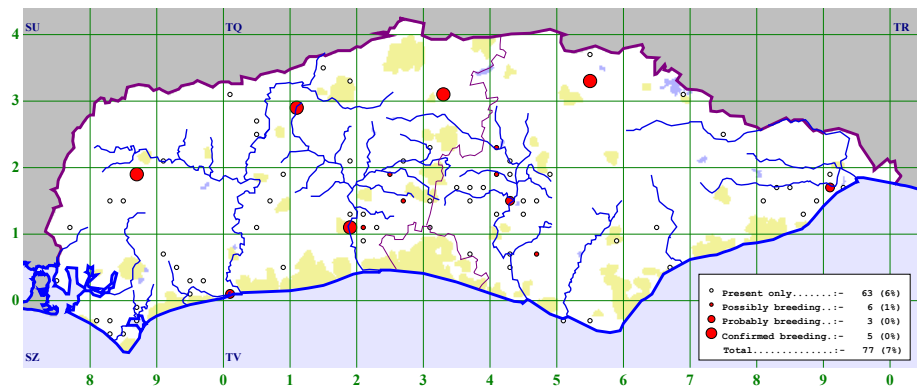 SU TQ TR
4
3
2
1
0
Present only......:- 63 (6%)
Possibly breeding..:- 6 (1%)
Probably breeding..:- 3 (0%)
Confirmed breeding.:- 5 (0%)
Total.............:- 77 (7%)
SZ TV
8 9 0 1 2 3 4 5 6 7 8 9 0